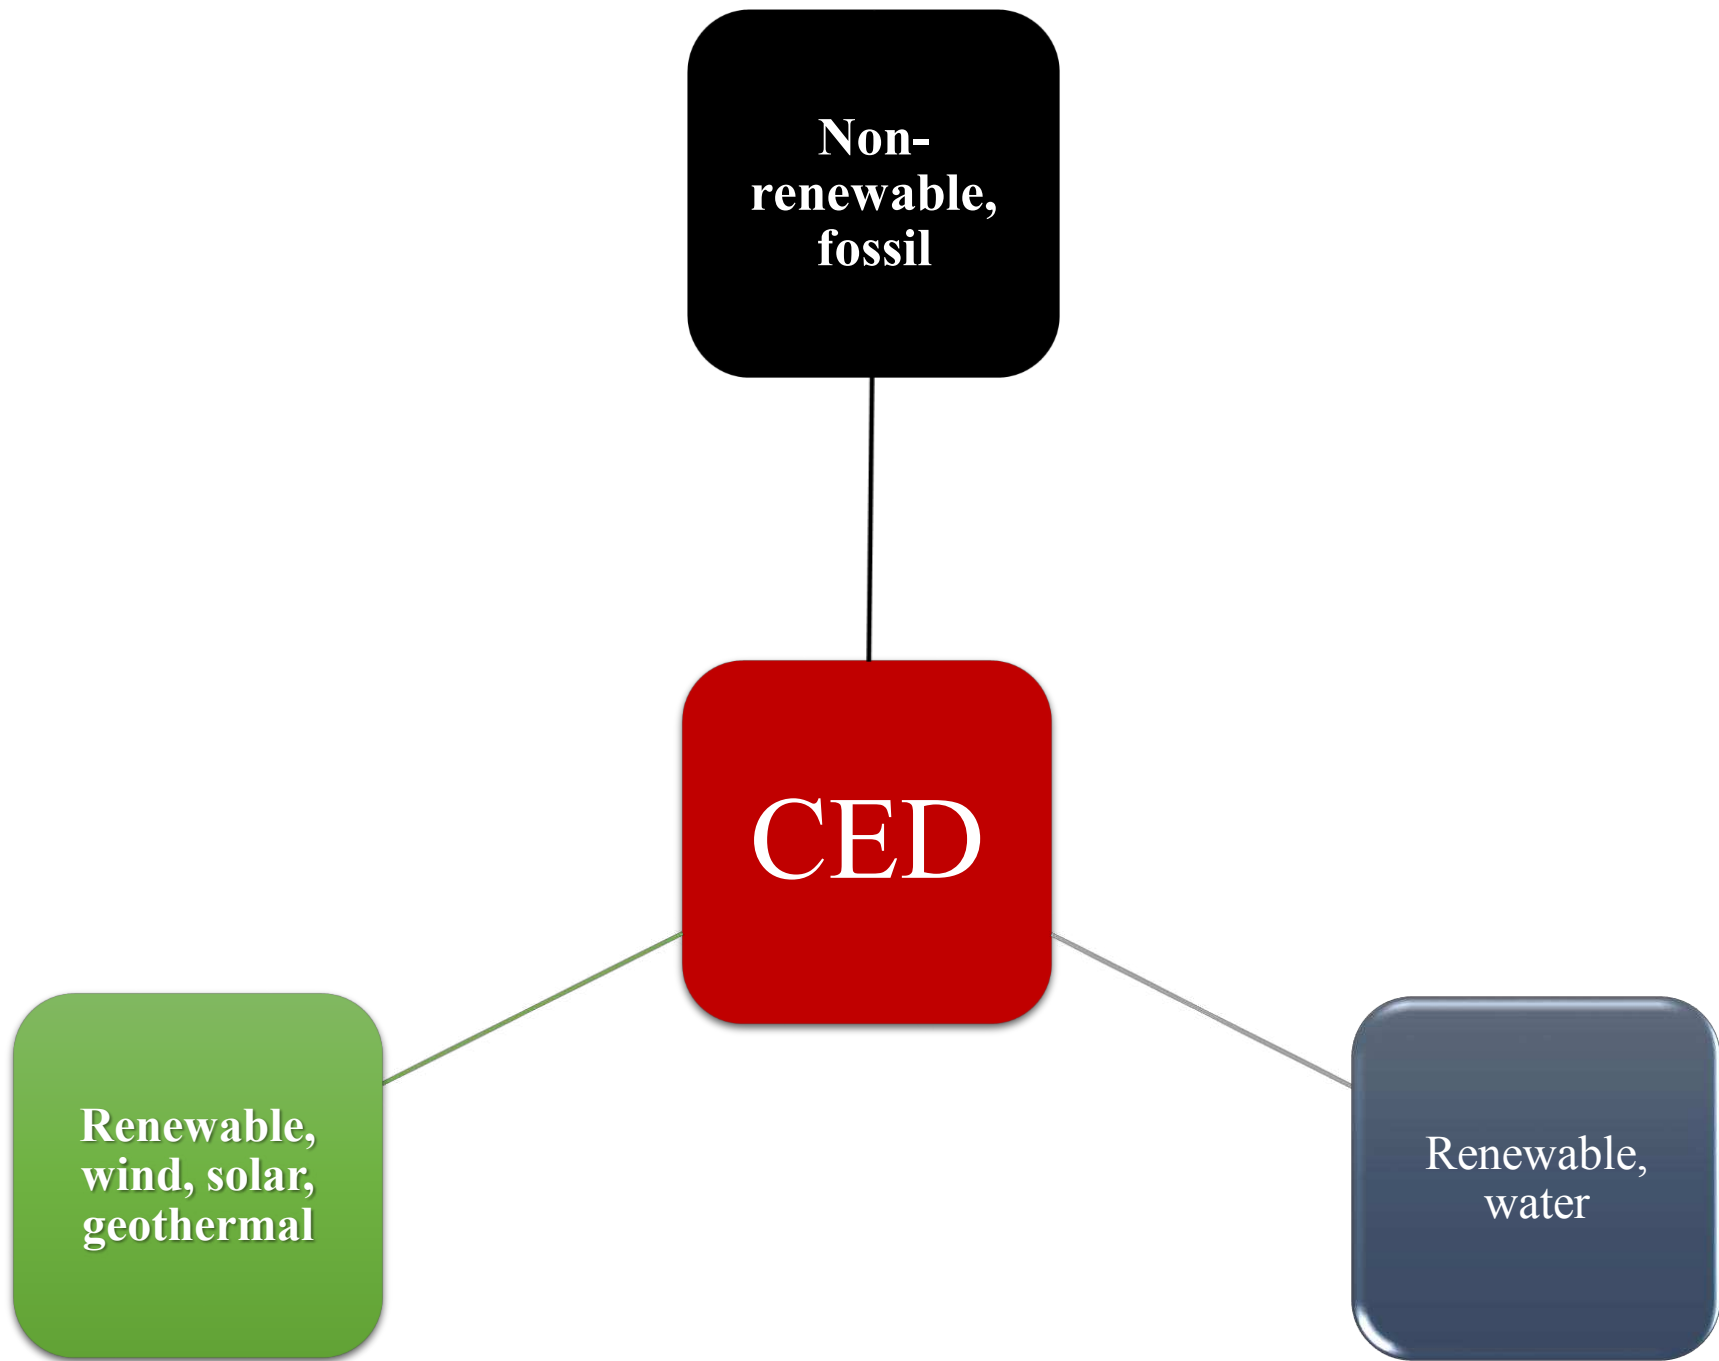 Non-
renewable,
fossil
CED
Renewable,
wind, solar,
geothermal
Renewable,
water